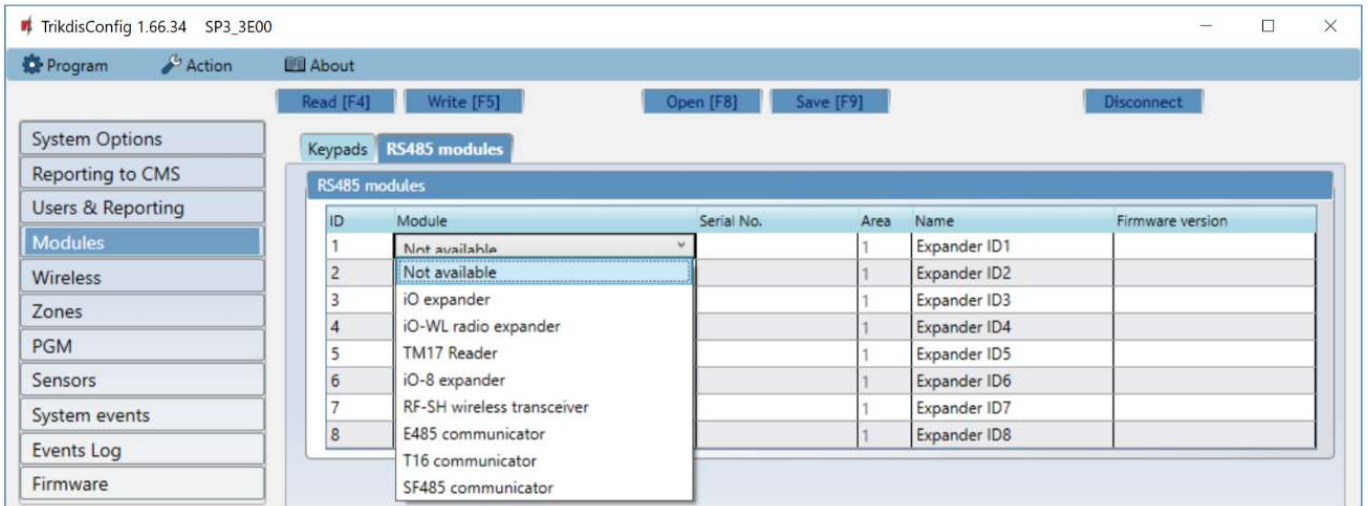 TrikdisConfig 1.66.34 SP3_3E00
Program Action About
Read [F4] Write [F5] Open [F8] Save [F9] Disconnect
System Options
Reporting to CMS
Users & Reporting
Modules
Wireless
Zones
PGM
Sensors
System events
Events Log
Firmware
Keypads RS485 modules
RS485 modules
ID Module Serial No. Area Name Firmware version
1 Not available 1 Expander ID1
2 1 Expander ID2
3 1 Expander ID3
4 1 Expander ID4
5 1 Expander ID5
6 1 Expander ID6
7 1 Expander ID7
8 1 Expander ID8
Not available
iO expander
iO-WL radio expander
TM17 Reader
iO-8 expander
RF-SH wireless transceiver
E485 communicator
T16 communicator
SF485 communicator